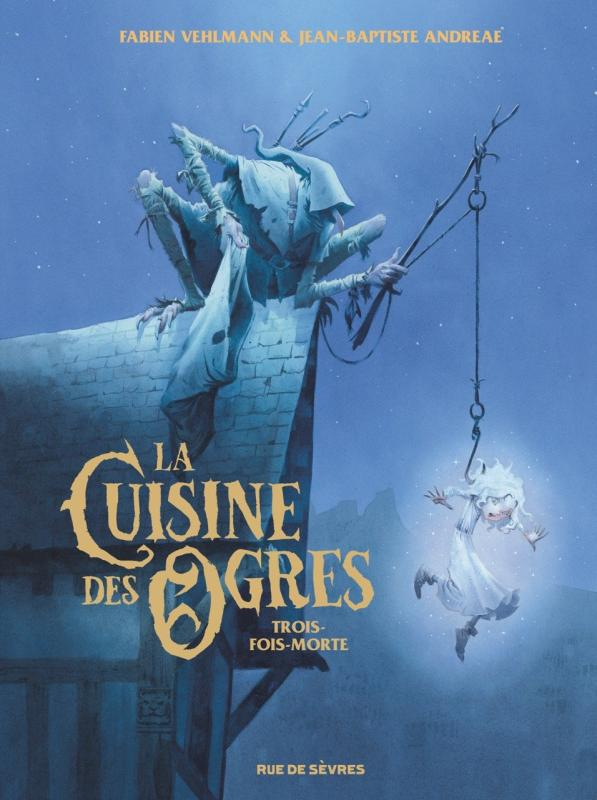 FABIEN VEHLMANN & JEAN-BAPTISTE ANDREAE
LA
CUISINE
DES OGRES
TROIS-
FOIS-MORTE
RUE DE SÈVRES